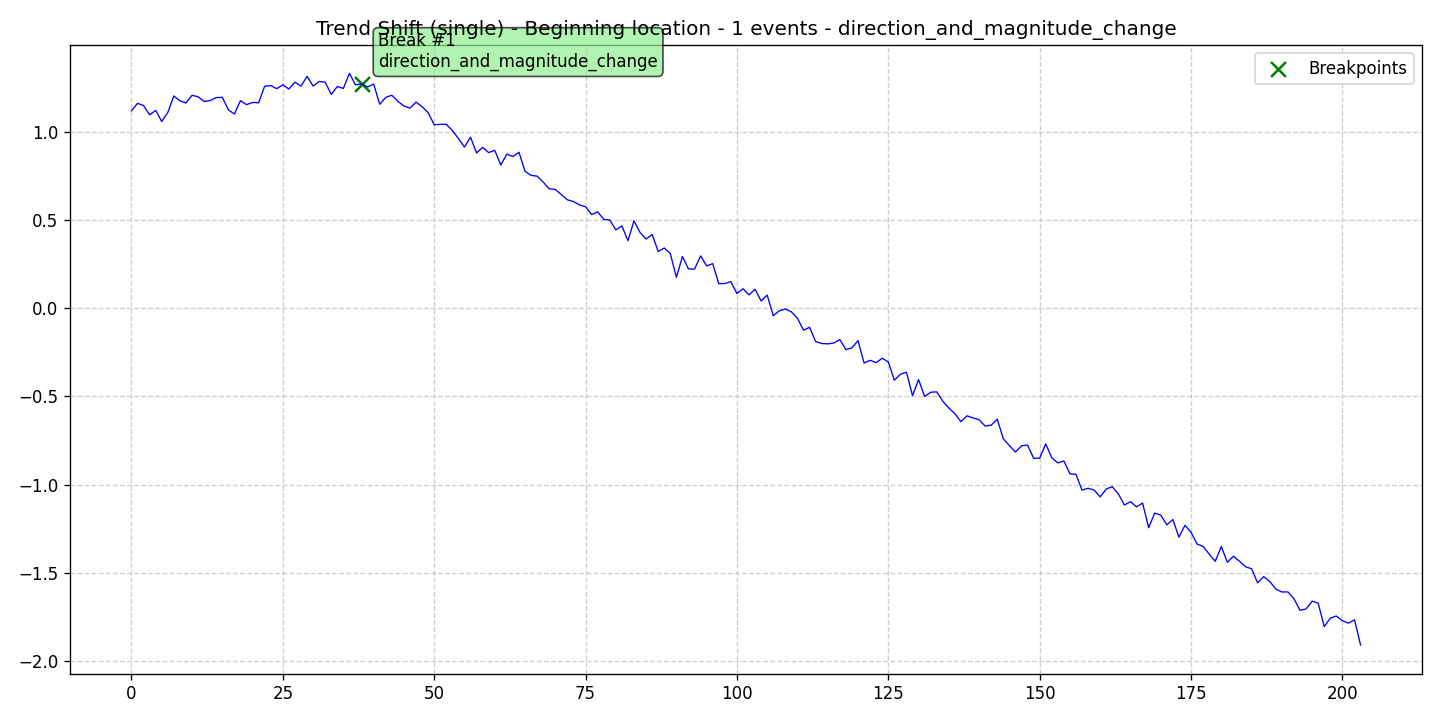 Trend Shift (single) - Beginning location - 1 events - direction_and_magnitude_change
Break #1
direction_and_magnitude_change
Breakpoints
1.0
0.5
0.0
−0.5
−1.0
−1.5
−2.0
0 25 50 75 100 125 150 175 200